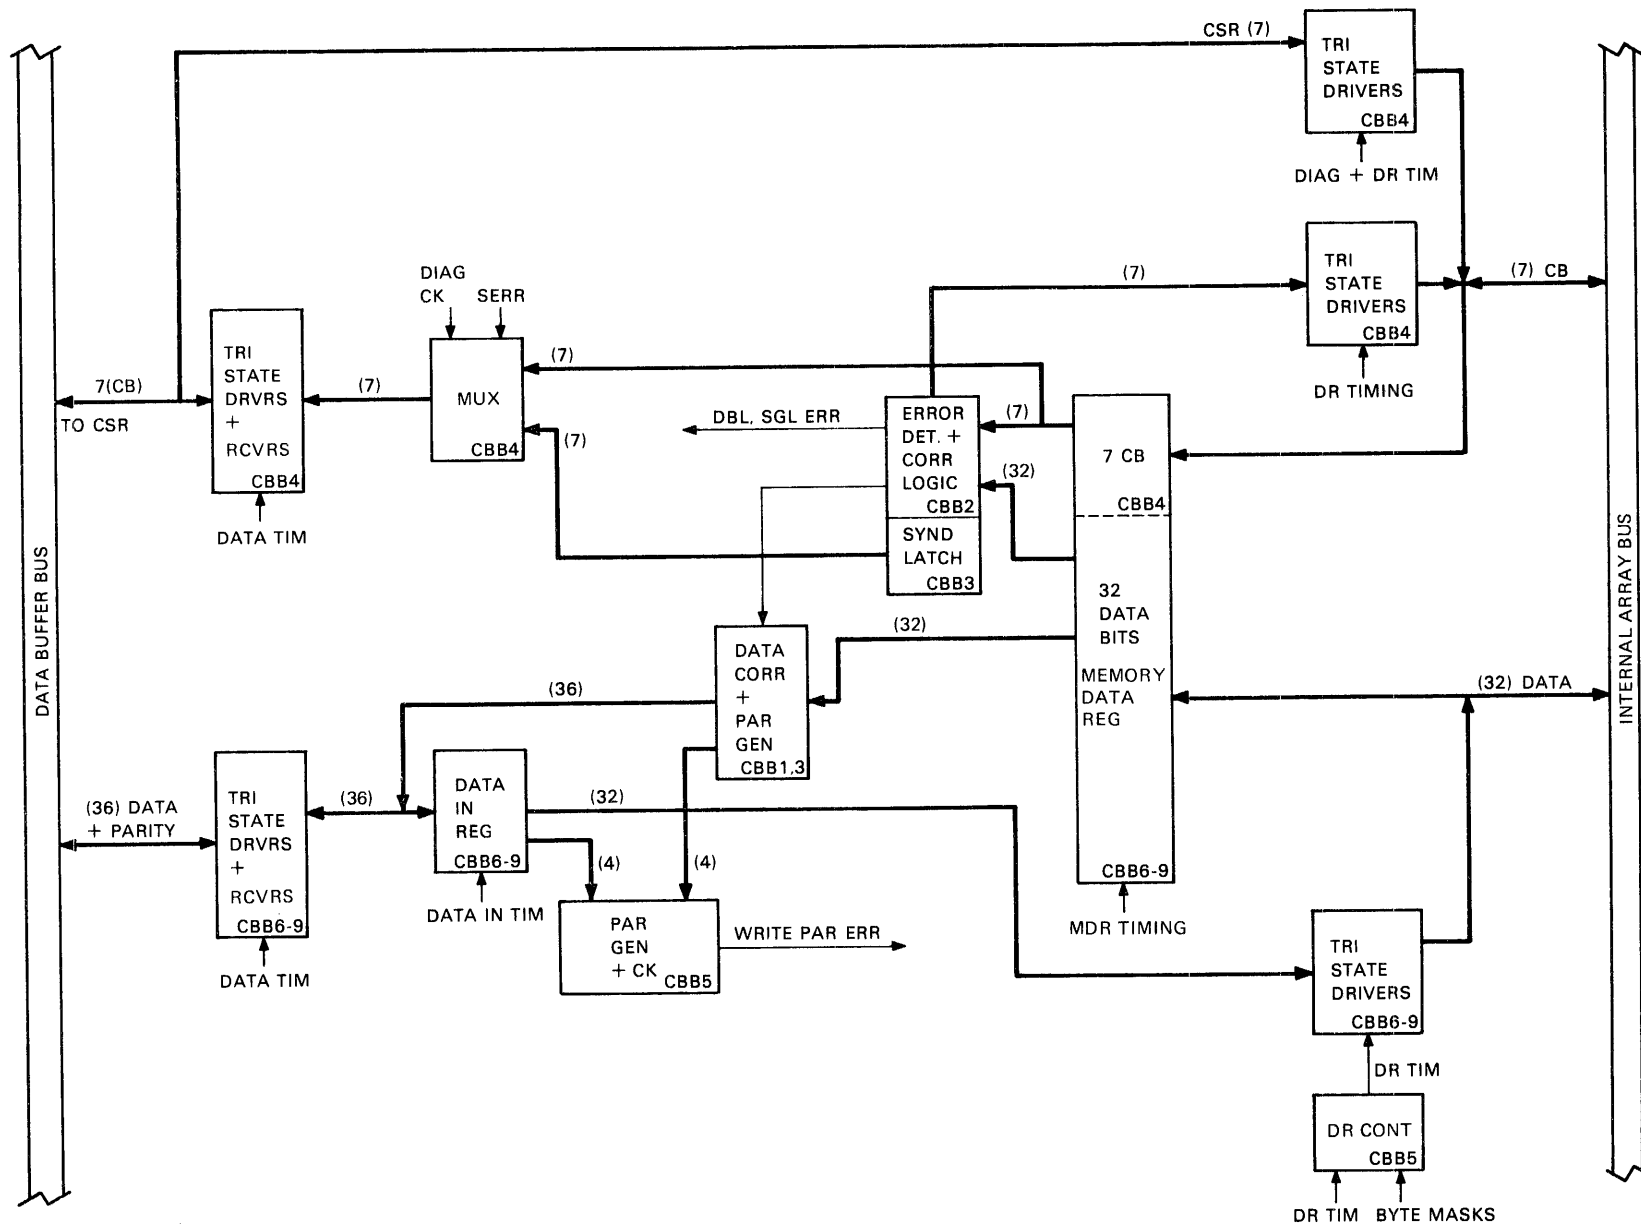 CSR (7)
TRI
STATE
DRIVERS
CBB4
DIAG + DR TIM
TRI
STATE
DRIVERS
CBB4
DR TIMING
(7)
(7) CB
DIAG
CK
SERR
MUX
CBB4
(7)
(7)
(7)
TRI
STATE
DRVRS
+
RCVRS
CBB4
DATA TIM
7(CB)
TO CSR
DBL, SGL ERR
ERROR
DET. +
CORR
LOGIC
CBB2
SYND
LATCH
CBB3
(7)
(32)
7 CB
CBB4
32
DATA
BITS
MEMORY
DATA
REG
CBB6-9
MDR TIMING
(32)
DATA BUFFER BUS
INTERNAL ARRAY BUS
DATA
CORR
+
PAR
GEN
CBB1,3
(36)
(32) DATA
(36) DATA
+ PARITY
TRI
STATE
DRVRS
+
RCVRS
CBB6-9
DATA TIM
(36)
DATA
IN
REG
CBB6-9
DATA IN TIM
(32)
(4)
(4)
PAR
GEN
+ CK
CBB5
WRITE PAR ERR
TRI
STATE
DRIVERS
CBB6-9
DR TIM
DR CONT
CBB5
DR TIM
BYTE MASKS